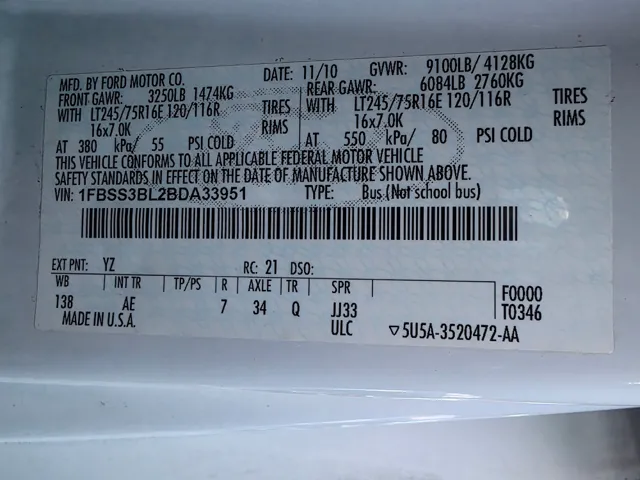 MFD. BY FORD MOTOR CO. DATE: 11/10 GVWR: 9100LB/ 4128KG
FRONT GAWR: 3250LB 1474KG REAR GAWR: 6084LB 2760KG
WITH LT245/75R16E 120/116R TIRES WITH LT245/75R16E 120/116R TIRES
16x7.0K RIMS 16x7.0K RIMS
AT 380 kPa/ 55 PSI COLD AT 550 kPa/ 80 PSI COLD
THIS VEHICLE CONFORMS TO ALL APPLICABLE FEDERAL MOTOR VEHICLE
SAFETY STANDARDS IN EFFECT ON THE DATE OF MANUFACTURE SHOWN ABOVE.
VIN: 1FBSS3BL2BDA33951 TYPE: Bus (Not school bus)
EXT PNT: YZ RC: 21 DSO:
WB INT TR TP/PS R AXLE TR SPR F0000
138 AE 7 34 Q JJ33 T0346
MADE IN U.S.A. ULC ▽5U5A-3520472-AA